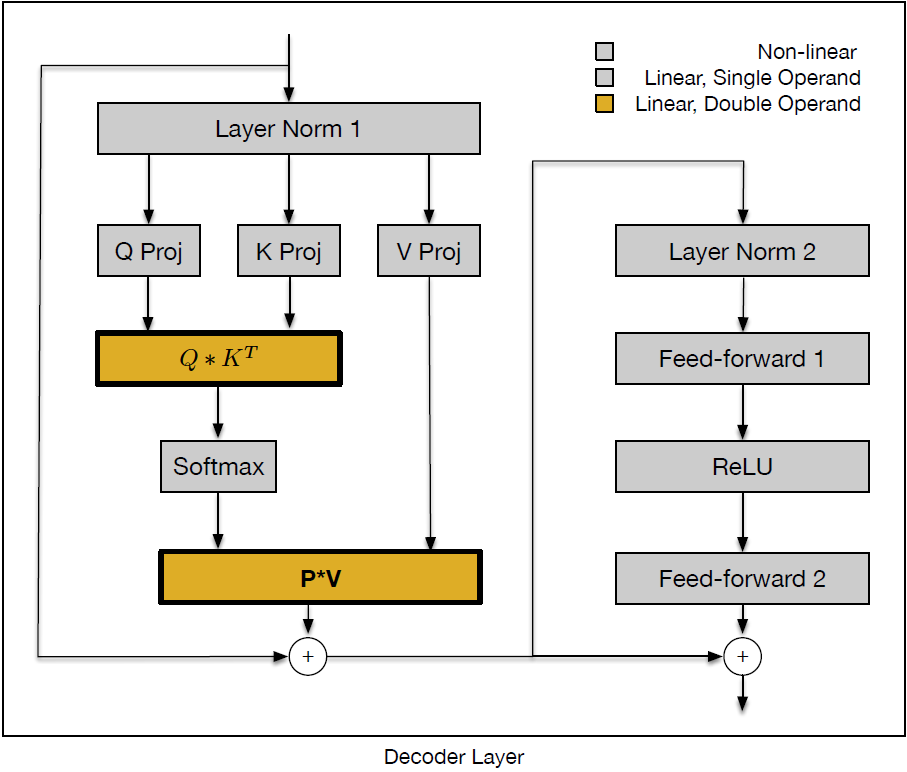 Non-linear
Linear, Single Operand
Linear, Double Operand
Layer Norm 1
Q Proj
K Proj
V Proj
Layer Norm 2
Q ∗ K^T
Feed-forward 1
Softmax
ReLU
P*V
Feed-forward 2
+
+
Decoder Layer